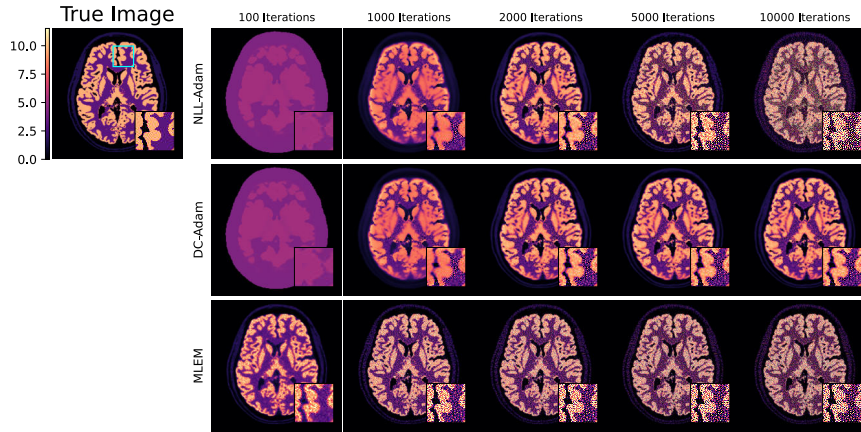 True Image
100 Iterations
1000 Iterations
2000 Iterations
5000 Iterations
10000 Iterations
10.0
7.5
5.0
2.5
0.0
NLL-Adam
DC-Adam
MLEM